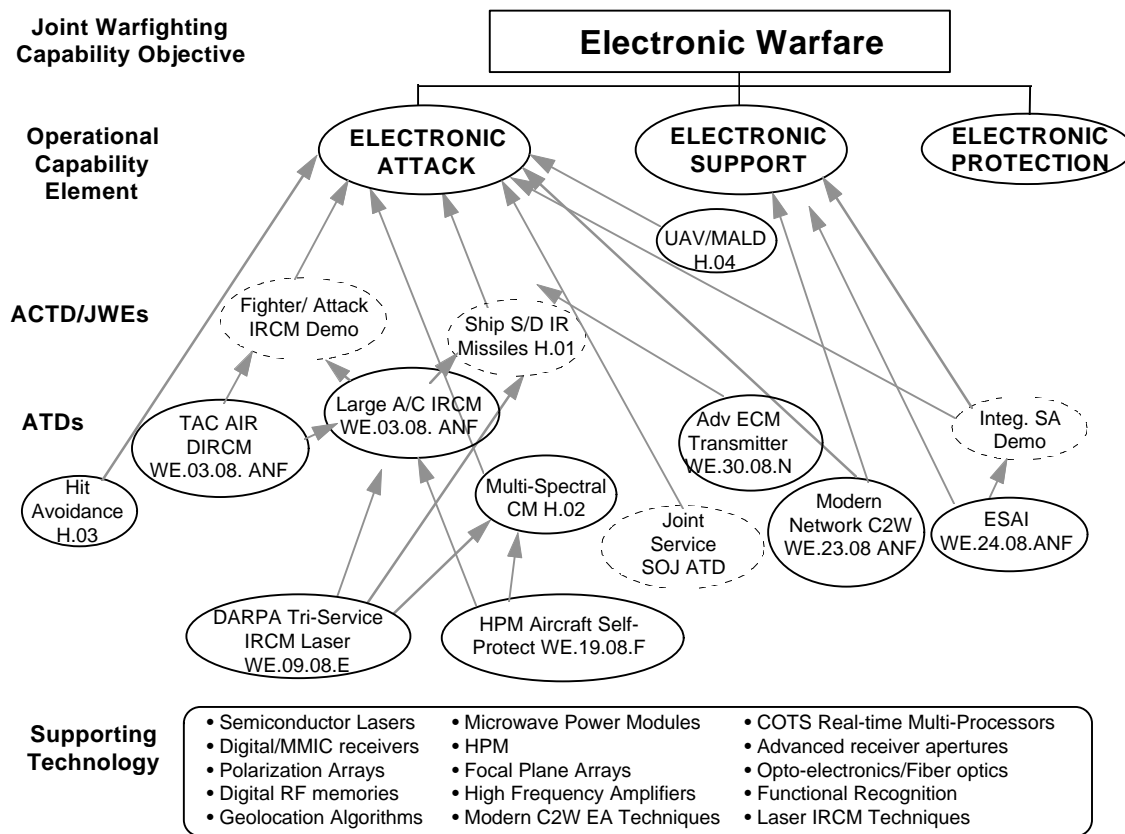 Joint Warfighting
Capability Objective
Electronic Warfare
Operational
Capability
Element
ELECTRONIC
ATTACK
ELECTRONIC
SUPPORT
ELECTRONIC
PROTECTION
UAV/MALD
H.04
ACTD/JWEs
Fighter/ Attack
IRCM Demo
Ship S/D IR
Missiles H.01
ATDs
TAC AIR
DIRCM
WE.03.08. ANF
Large A/C IRCM
WE.03.08. ANF
Adv ECM
Transmitter
WE.30.08.N
Integ. SA
Demo
Hit
Avoidance
H.03
Multi-Spectral
CM H.02
Joint
Service
SOJ ATD
Modern
Network C2W
WE.23.08 ANF
ESAI
WE.24.08.ANF
DARPA Tri-Service
IRCM Laser
WE.09.08.E
HPM Aircraft Self-
Protect WE.19.08.F
Supporting
Technology
• Semiconductor Lasers
• Digital/MMIC receivers
• Polarization Arrays
• Digital RF memories
• Geolocation Algorithms
• Microwave Power Modules
• HPM
• Focal Plane Arrays
• High Frequency Amplifiers
• Modern C2W EA Techniques
• COTS Real-time Multi-Processors
• Advanced receiver apertures
• Opto-electronics/Fiber optics
• Functional Recognition
• Laser IRCM Techniques